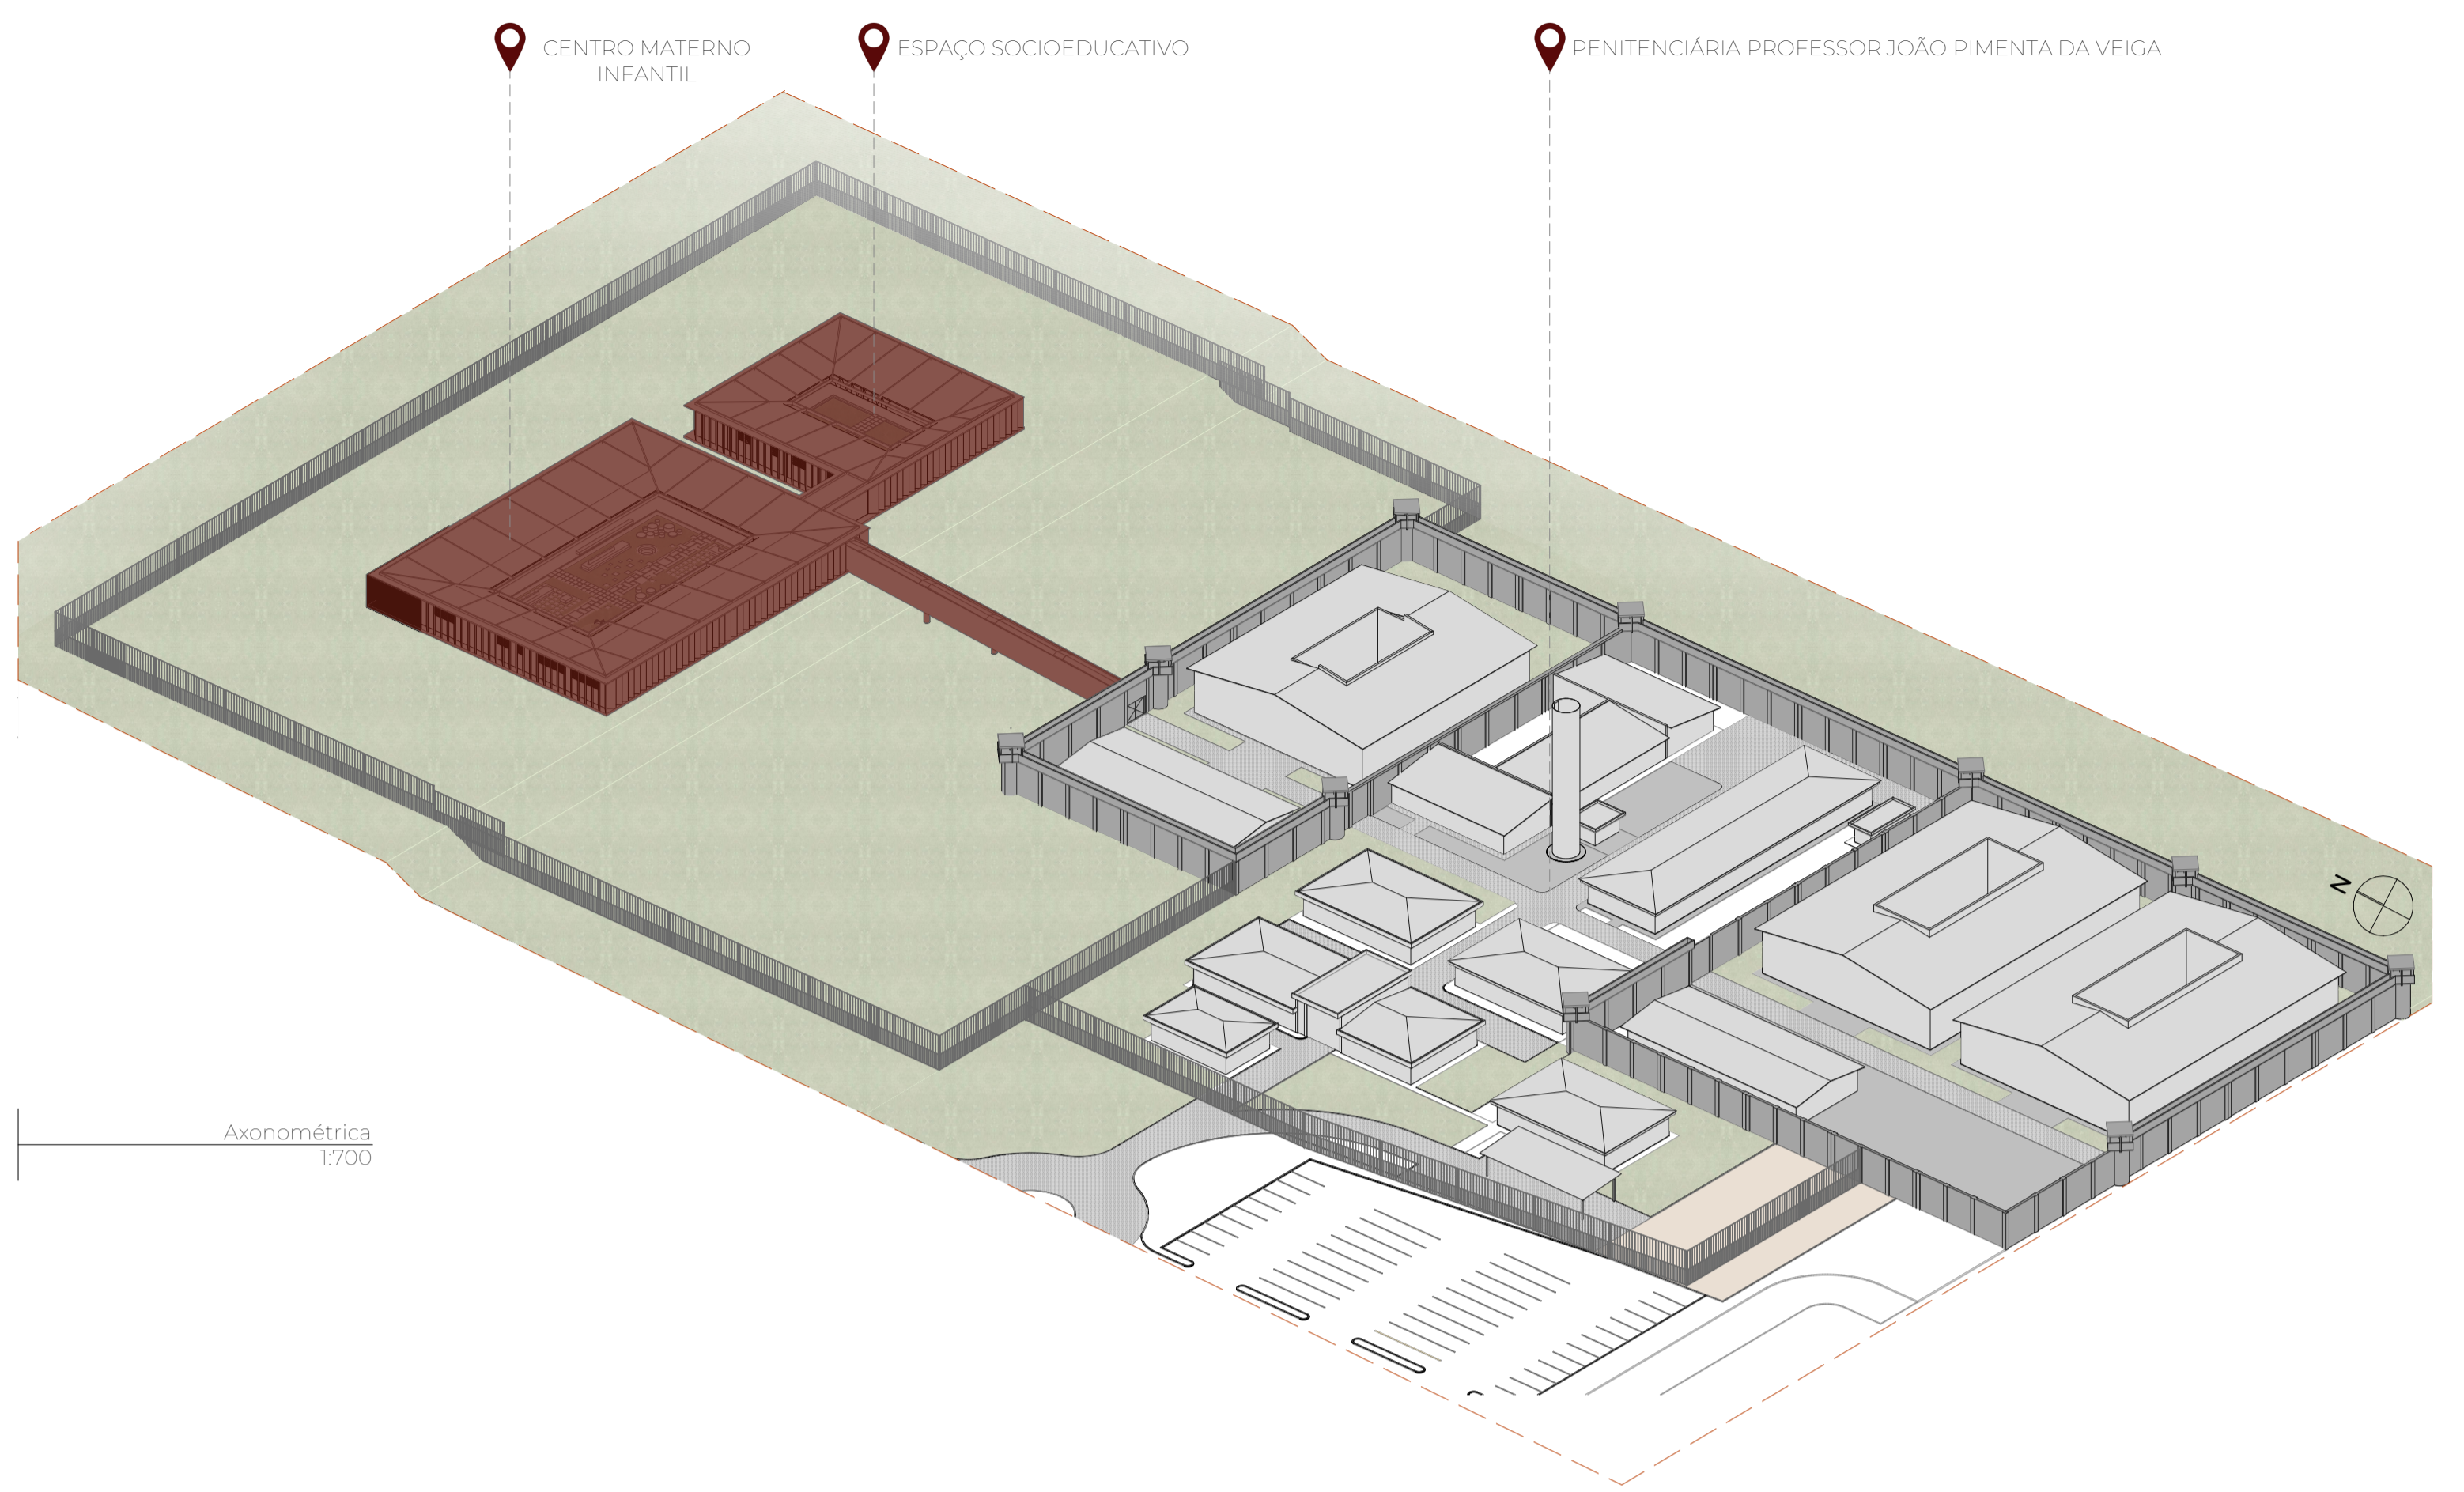 CENTRO MATERNO
INFANTIL
ESPAÇO SOCIOEDUCATIVO
PENITENCIÁRIA PROFESSOR JOÃO PIMENTA DA VEIGA
N
Axonométrica
1:700